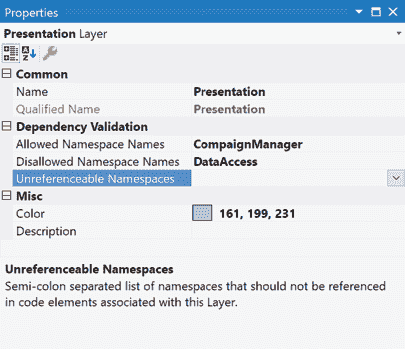 Properties
Presentation Layer
Common
Name Presentation
Qualified Name Presentation
Dependency Validation
Allowed Namespace Names CompaignManager
Disallowed Namespace Names DataAccess
Unreferenceable Namespaces
Misc
Color 161, 199, 231
Description
Unreferenceable Namespaces
Semi-colon separated list of namespaces that should not be referenced
in code elements associated with this Layer.